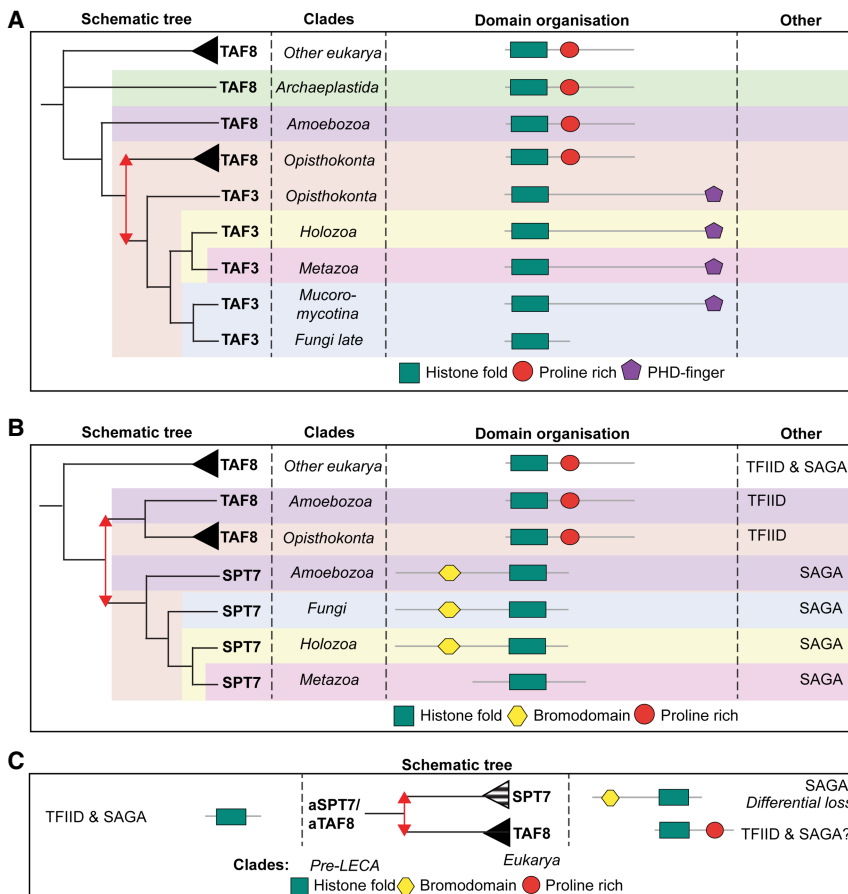 A
Schematic tree Clades Domain organisation Other
TAF8 Other eukarya
TAF8 Archaeplastida
TAF8 Amoebozoa
TAF8 Opisthokonta
TAF3 Opisthokonta
TAF3 Holozoa
TAF3 Metazoa
TAF3 Mucoro-
mycotina
TAF3 Fungi late
Histone fold Proline rich PHD-finger
B
Schematic tree Clades Domain organisation Other
TAF8 Other eukarya TFIID & SAGA
TAF8 Amoebozoa TFIID
TAF8 Opisthokonta TFIID
SPT7 Amoebozoa SAGA
SPT7 Fungi SAGA
SPT7 Holozoa SAGA
SPT7 Metazoa SAGA
Histone fold Bromodomain Proline rich
C
Schematic tree
TFIID & SAGA
aSPT7/
aTAF8
SPT7
TAF8
SAGA
Differential loss
TFIID & SAGA?
Clades: Pre-LECA Eukarya
Histone fold Bromodomain Proline rich